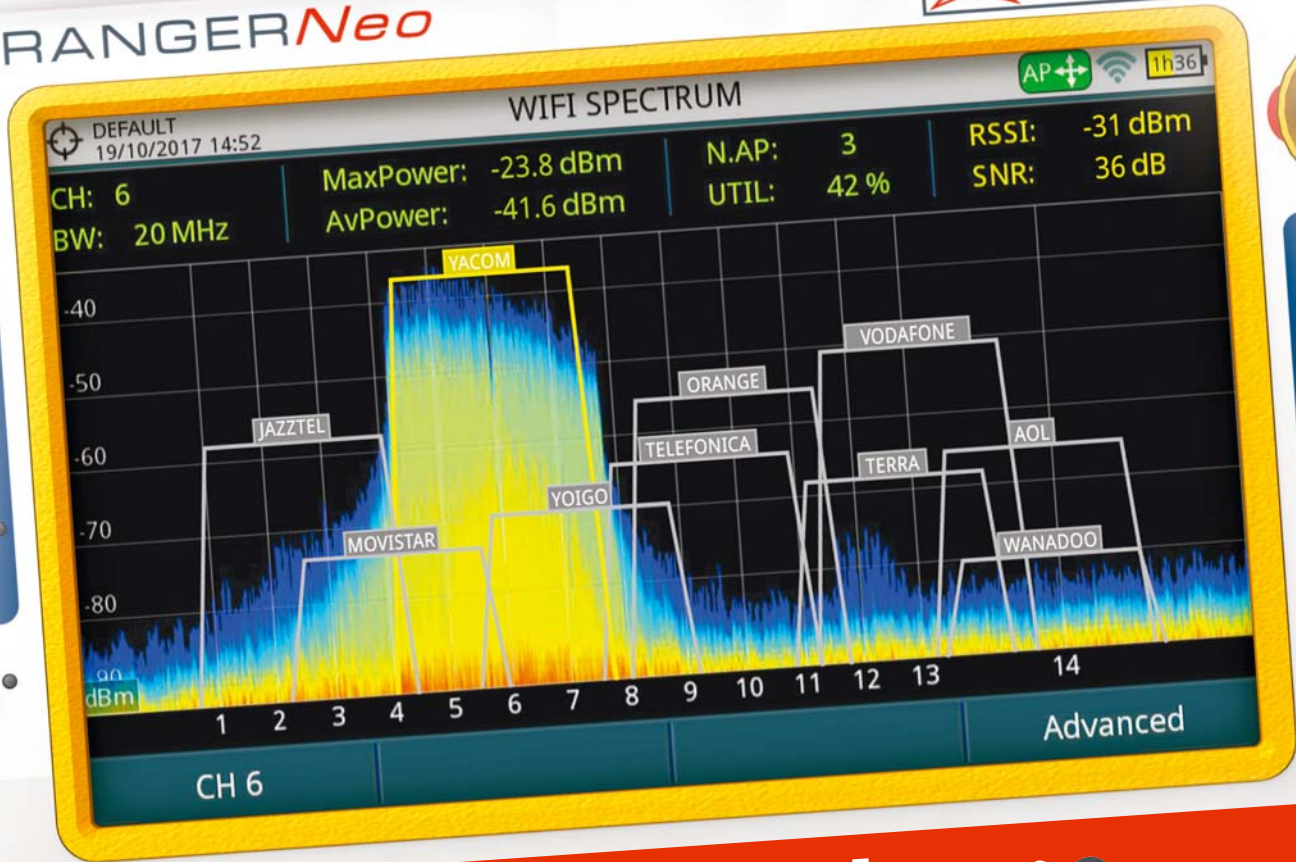 RANGERNeo
DEFAULT
19/10/2017 14:52
WIFI SPECTRUM
AP
1h36
CH: 6
BW: 20 MHz
MaxPower: -23.8 dBm
AvPower: -41.6 dBm
N.AP: 3
UTIL: 42 %
RSSI: -31 dBm
SNR: 36 dB
YACOM
-40
VODAFONE
-50
ORANGE
JAZZTEL
AOL
TELEFONICA
-60
TERRA
YOIGO
-70
MOVISTAR
WANADOO
-80
90
dBm
1 2 3 4 5 6 7 8 9 10 11 12 13 14
CH 6
Advanced